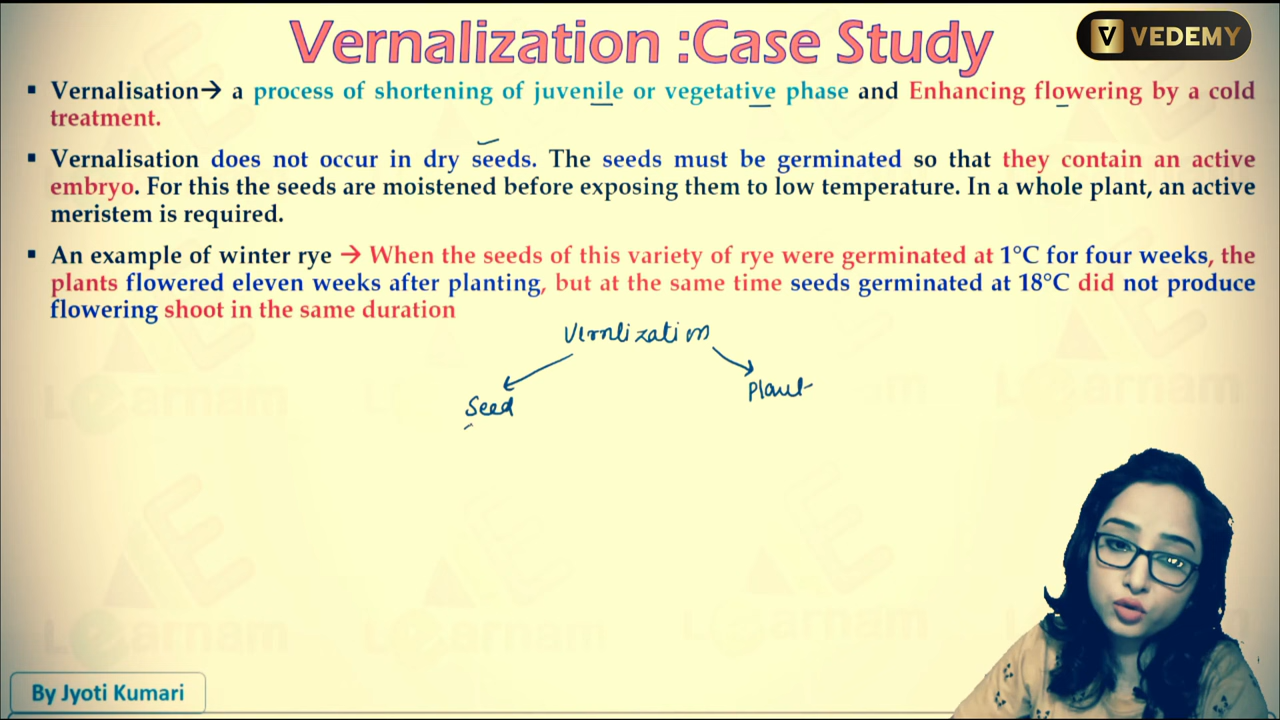 Vernalization :Case Study
VEDEMY
▪ Vernalisation→ a process of shortening of juvenile or vegetative phase and Enhancing flowering by a cold
treatment.
▪ Vernalisation does not occur in dry seeds. The seeds must be germinated so that they contain an active
embryo. For this the seeds are moistened before exposing them to low temperature. In a whole plant, an active
meristem is required.
▪ An example of winter rye → When the seeds of this variety of rye were germinated at 1°C for four weeks, the
plants flowered eleven weeks after planting, but at the same time seeds germinated at 18°C did not produce
flowering shoot in the same duration
Vernlization
Plant
Seed
By Jyoti Kumari